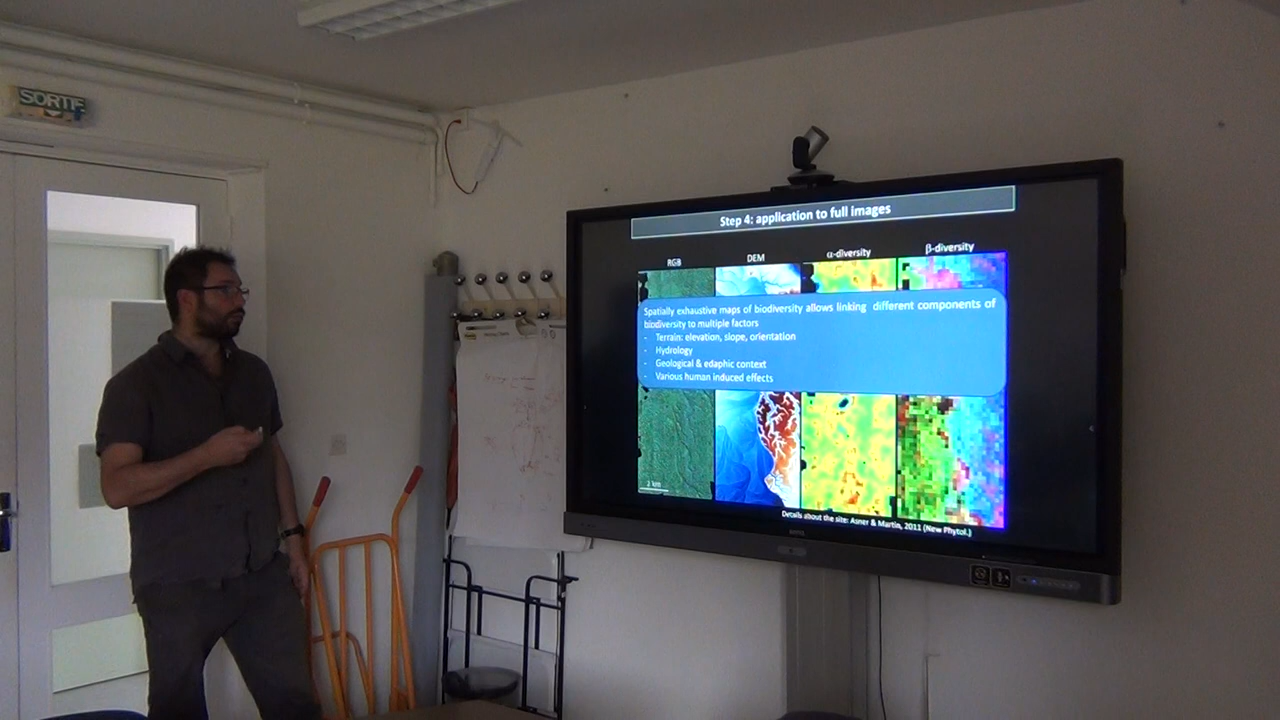 SORTIE
Step 4: application to full images
RGB DEM α-diversity β-diversity
Spatially exhaustive maps of biodiversity allows linking different components of
biodiversity to multiple factors
- Terrain: elevation, slope, orientation
- Hydrology
- Geological & edaphic context
- Various human induced effects
2 km
Details about the site: Asner & Martin, 2011 (New Phytol.)